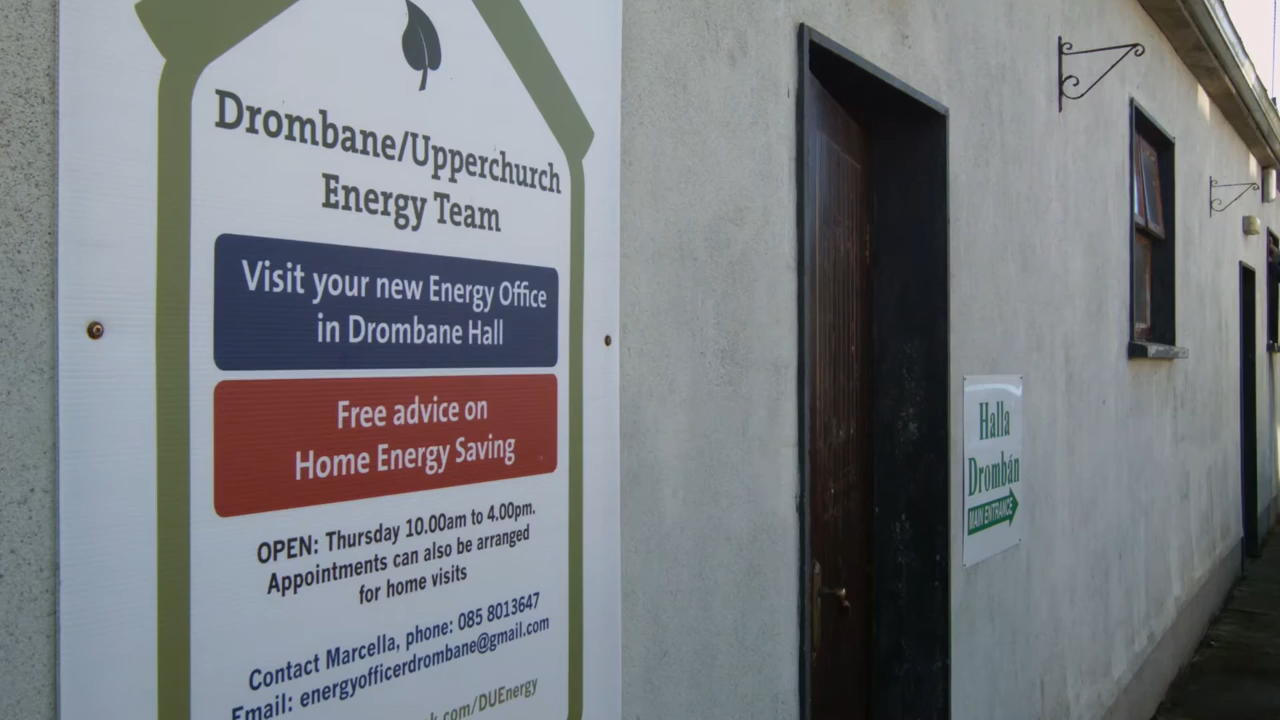 Drombane/Upperchurch
Energy Team
Visit your new Energy Office
in Drombane Hall
Free advice on
Home Energy Saving
OPEN: Thursday 10.00am to 4.00pm.
Appointments can also be arranged
for home visits
Contact Marcella, phone: 085 8013647
Email: energyofficerdrombane@gmail.com
k.com/DUEnergy
Halla
Drombán
MAIN ENTRANCE